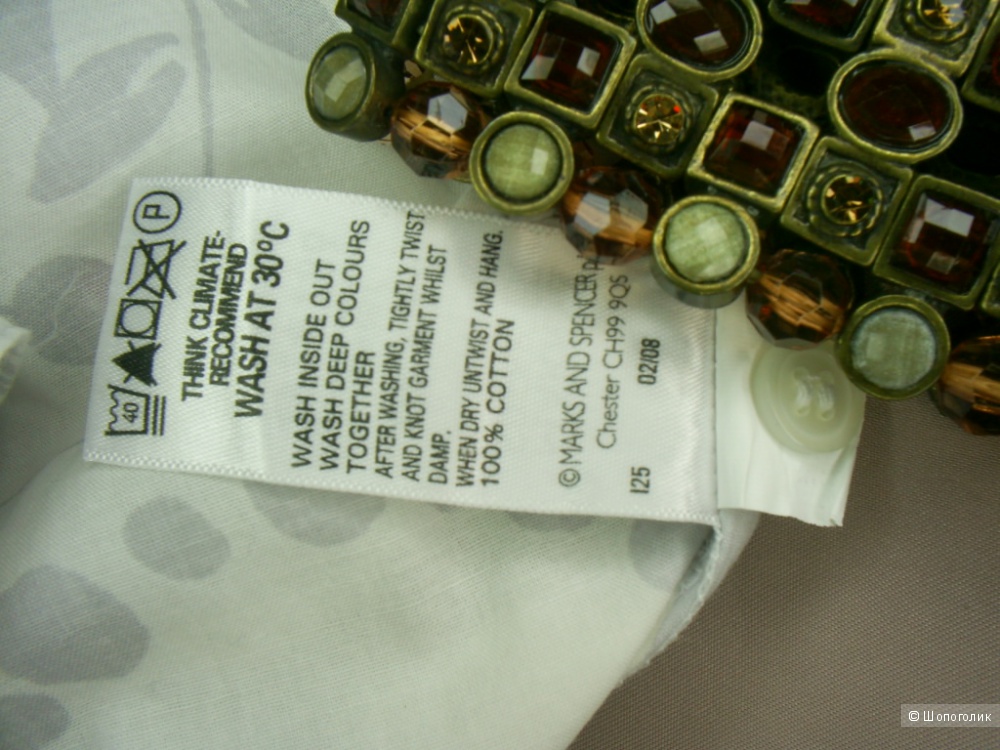 40
P
THINK CLIMATE-
RECOMMEND
WASH AT 30ºC
WASH INSIDE OUT
WASH DEEP COLOURS
TOGETHER
AFTER WASHING, TIGHTLY TWIST
AND KNOT GARMENT WHILST
DAMP.
WHEN DRY UNTWIST AND HANG.
100% COTTON
© MARKS AND SPENCER
Chester CH99 9QS
02/08
I25
© Шопоголик